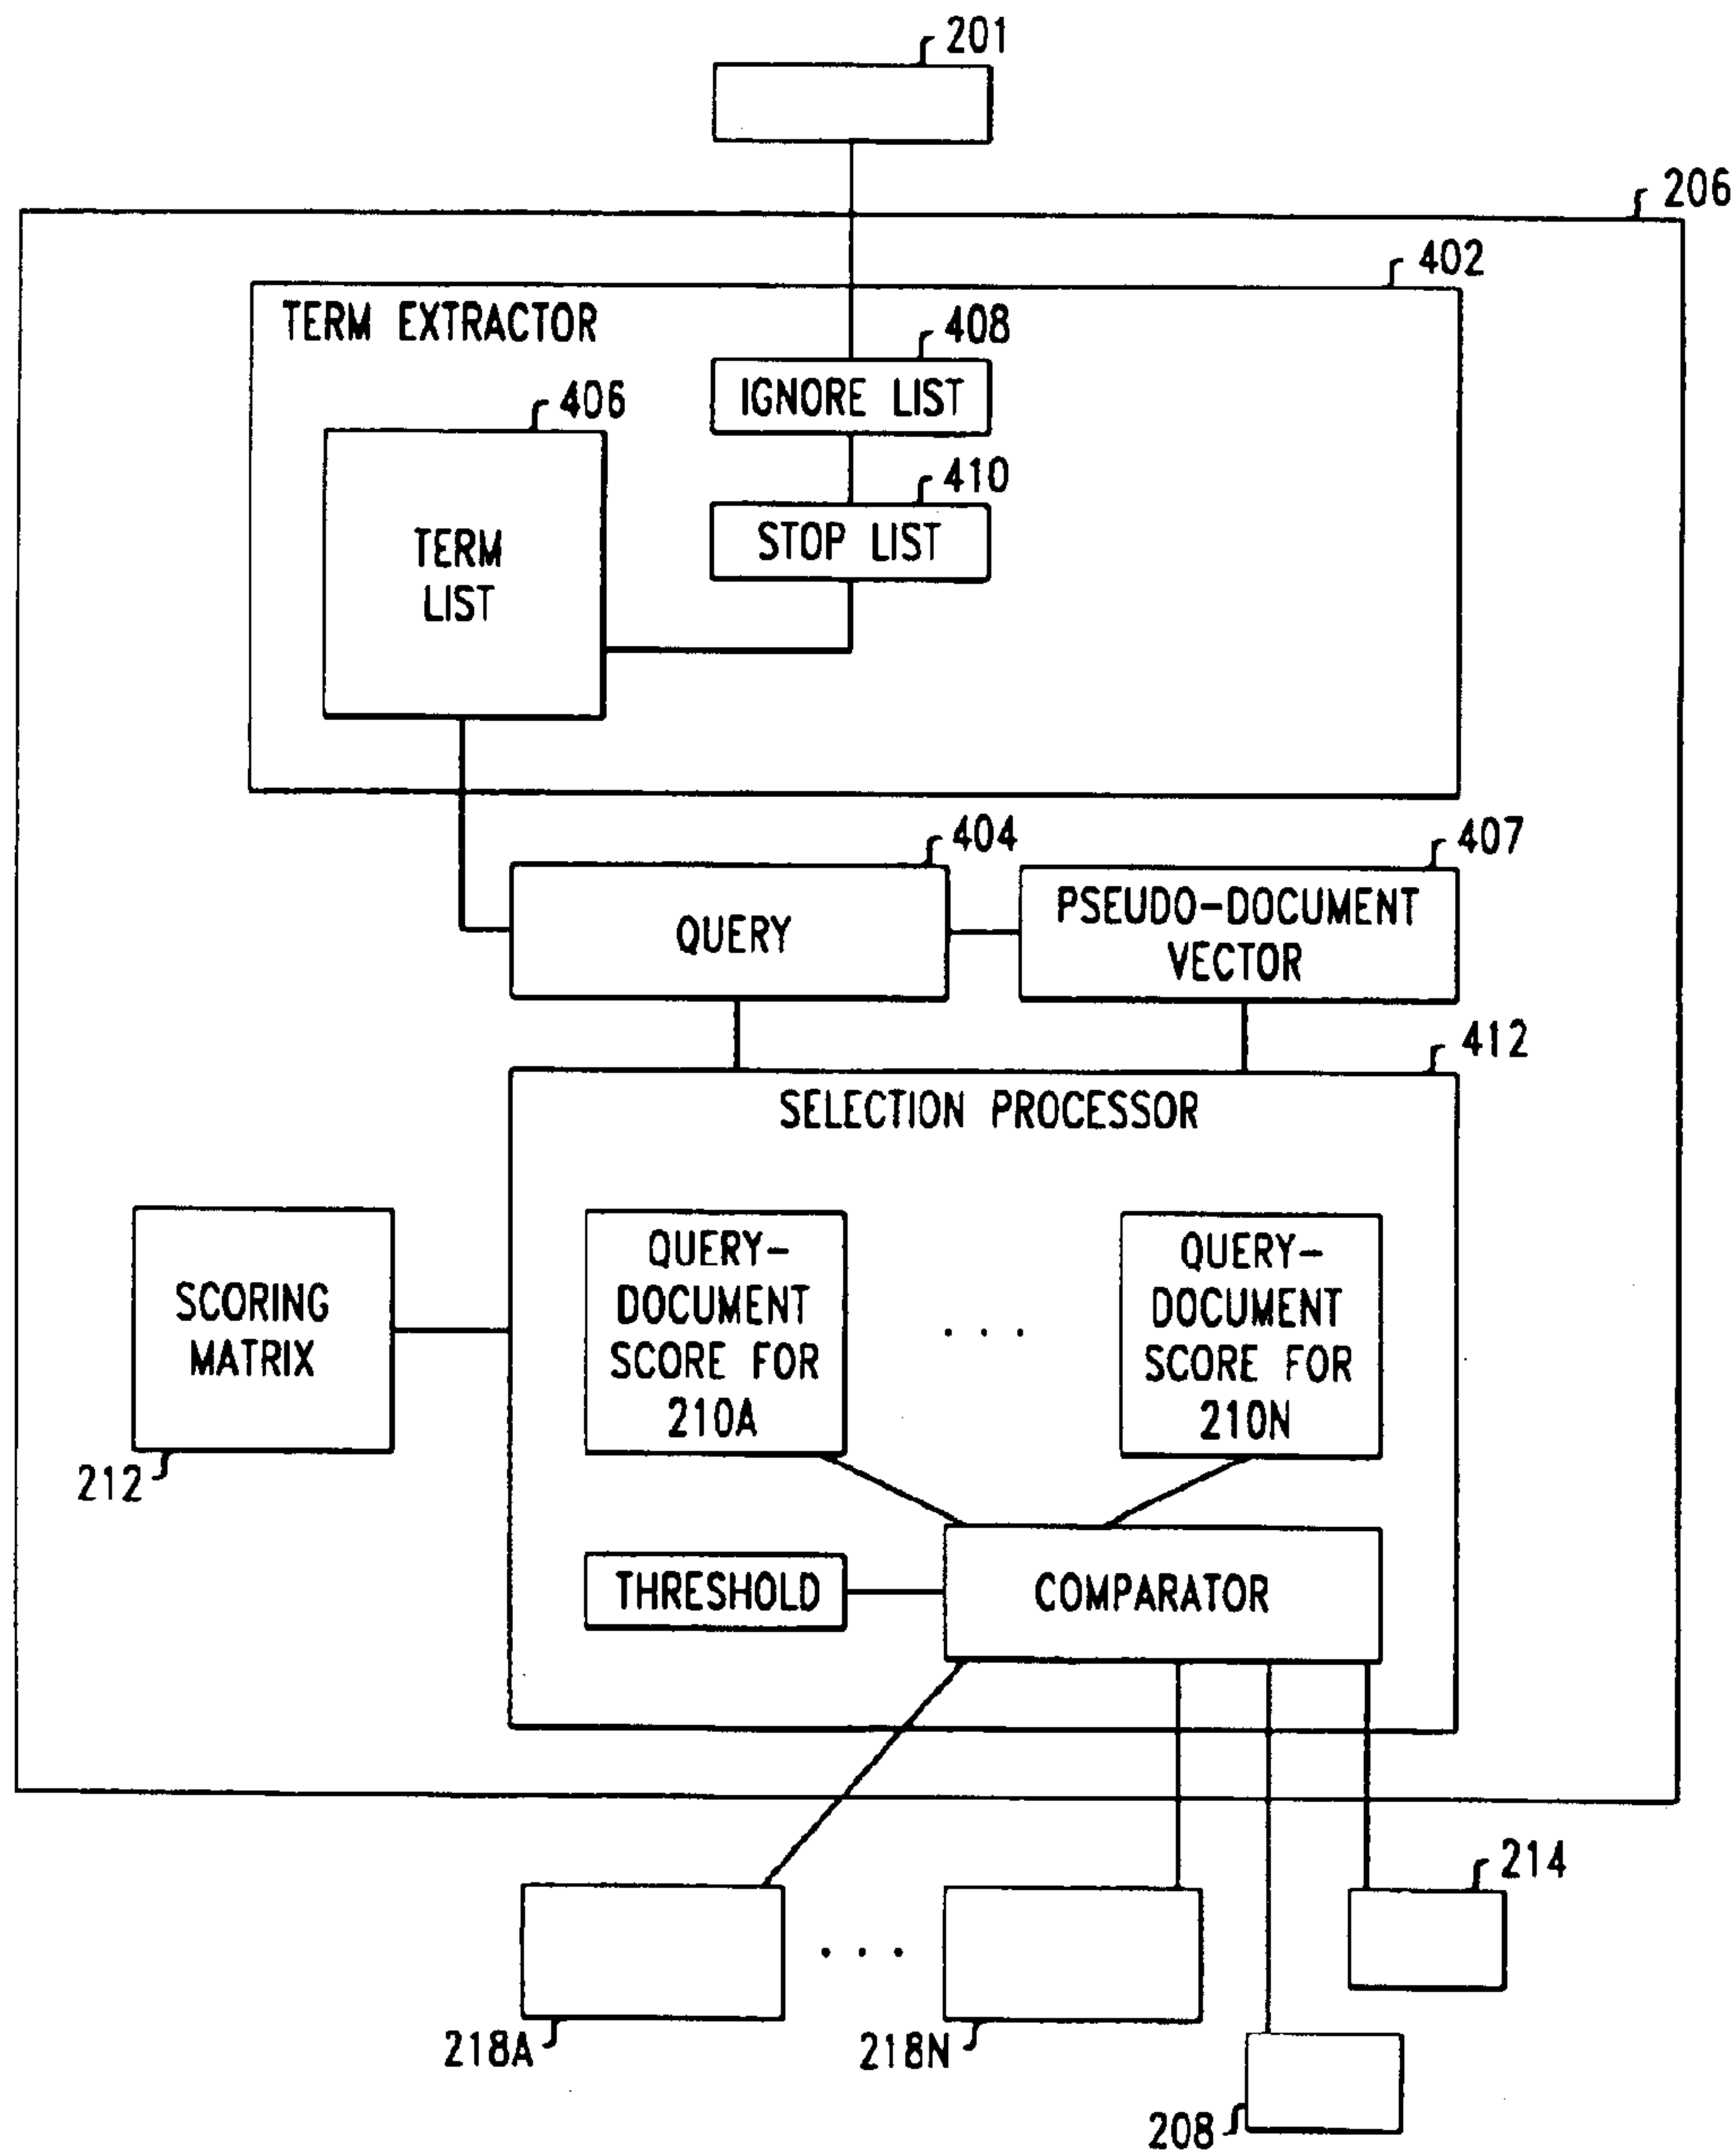 201
206
402
TERM EXTRACTOR
408
IGNORE LIST
406
410
STOP LIST
TERM
LIST
404
407
QUERY
PSEUDO-DOCUMENT
VECTOR
412
SELECTION PROCESSOR
SCORING
MATRIX
212
QUERY-
DOCUMENT
SCORE FOR
210A
. . .
QUERY-
DOCUMENT
SCORE FOR
210N
THRESHOLD
COMPARATOR
214
. . .
218A
218N
208